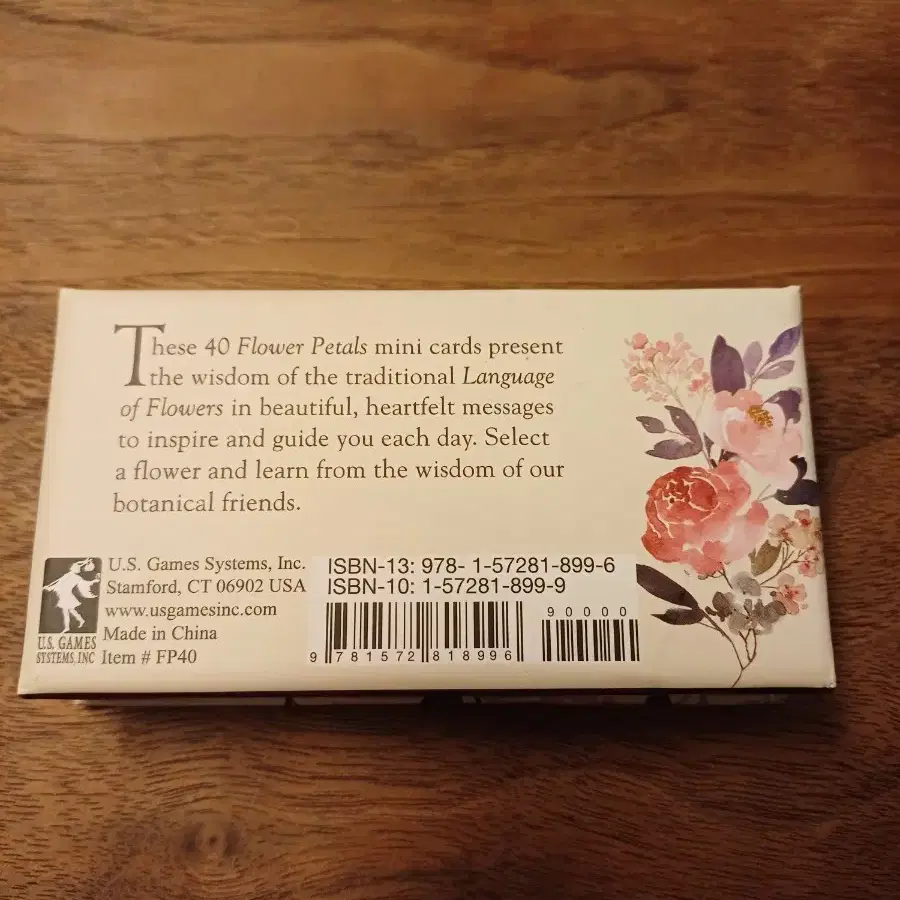 These 40 Flower Petals mini cards present
the wisdom of the traditional Language
of Flowers in beautiful, heartfelt messages
to inspire and guide you each day. Select
a flower and learn from the wisdom of our
botanical friends.
U.S. GAMES
SYSTEMS, INC
U.S. Games Systems, Inc.
Stamford, CT 06902 USA
www.usgamesinc.com
Made in China
Item # FP40
ISBN-13: 978- 1-57281-899-6
ISBN-10: 1-57281-899-9
90000
9 781572 818996